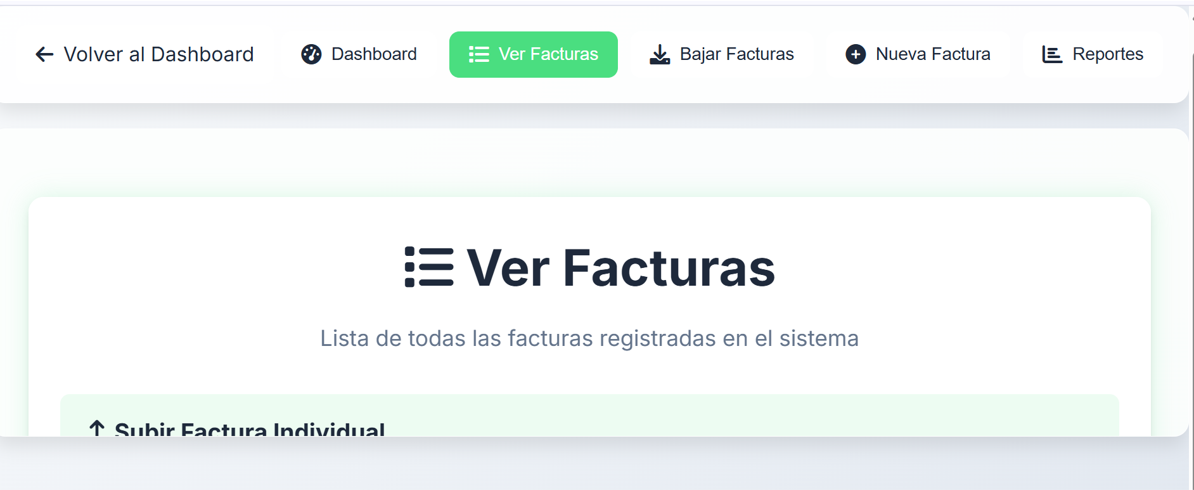 Volver al Dashboard Dashboard Ver Facturas Bajar Facturas Nueva Factura Reportes
Ver Facturas
Lista de todas las facturas registradas en el sistema
Subir Factura Individual